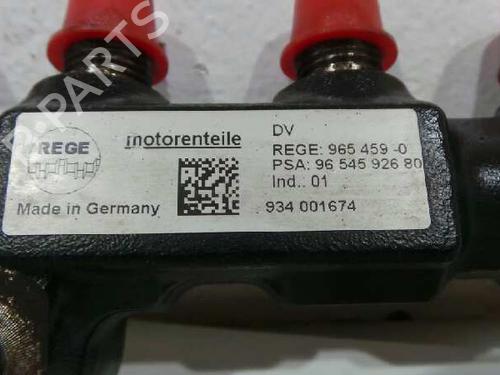 REGE
motorenteile
Made in Germany
DV
REGE: 965 459 -0
PSA: 96 545 926 80
Ind.. 01
934 001674